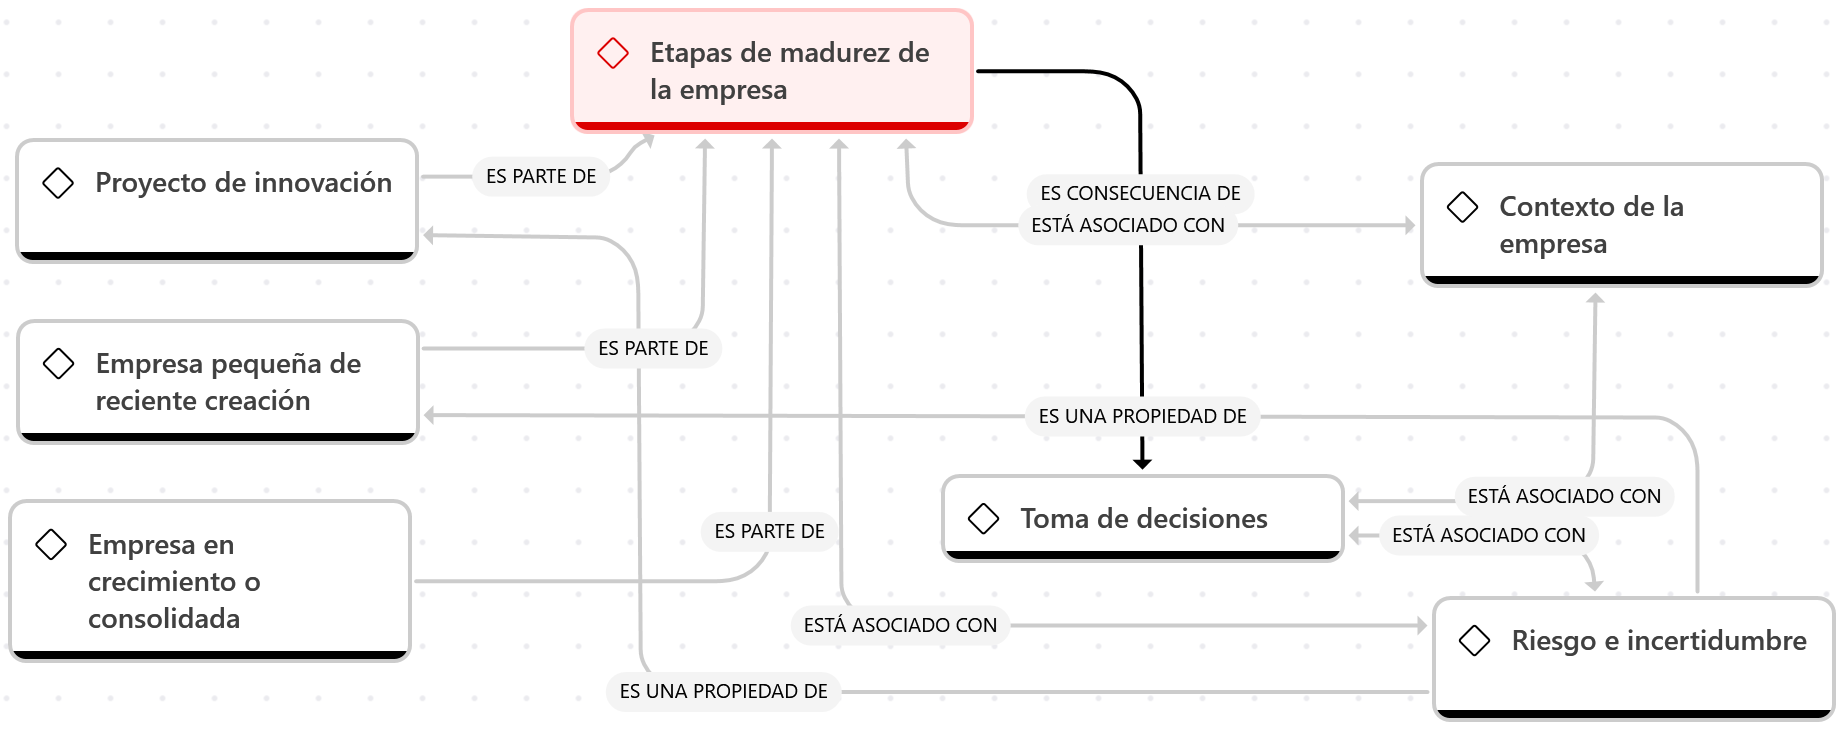 Etapas de madurez de
la empresa
Proyecto de innovación
ES PARTE DE
ES CONSECUENCIA DE
ESTÁ ASOCIADO CON
Contexto de la
empresa
Empresa pequeña de
reciente creación
ES PARTE DE
ES UNA PROPIEDAD DE
Toma de decisiones
ESTÁ ASOCIADO CON
ESTÁ ASOCIADO CON
Empresa en
crecimiento o
consolidada
ES PARTE DE
ESTÁ ASOCIADO CON
Riesgo e incertidumbre
ES UNA PROPIEDAD DE